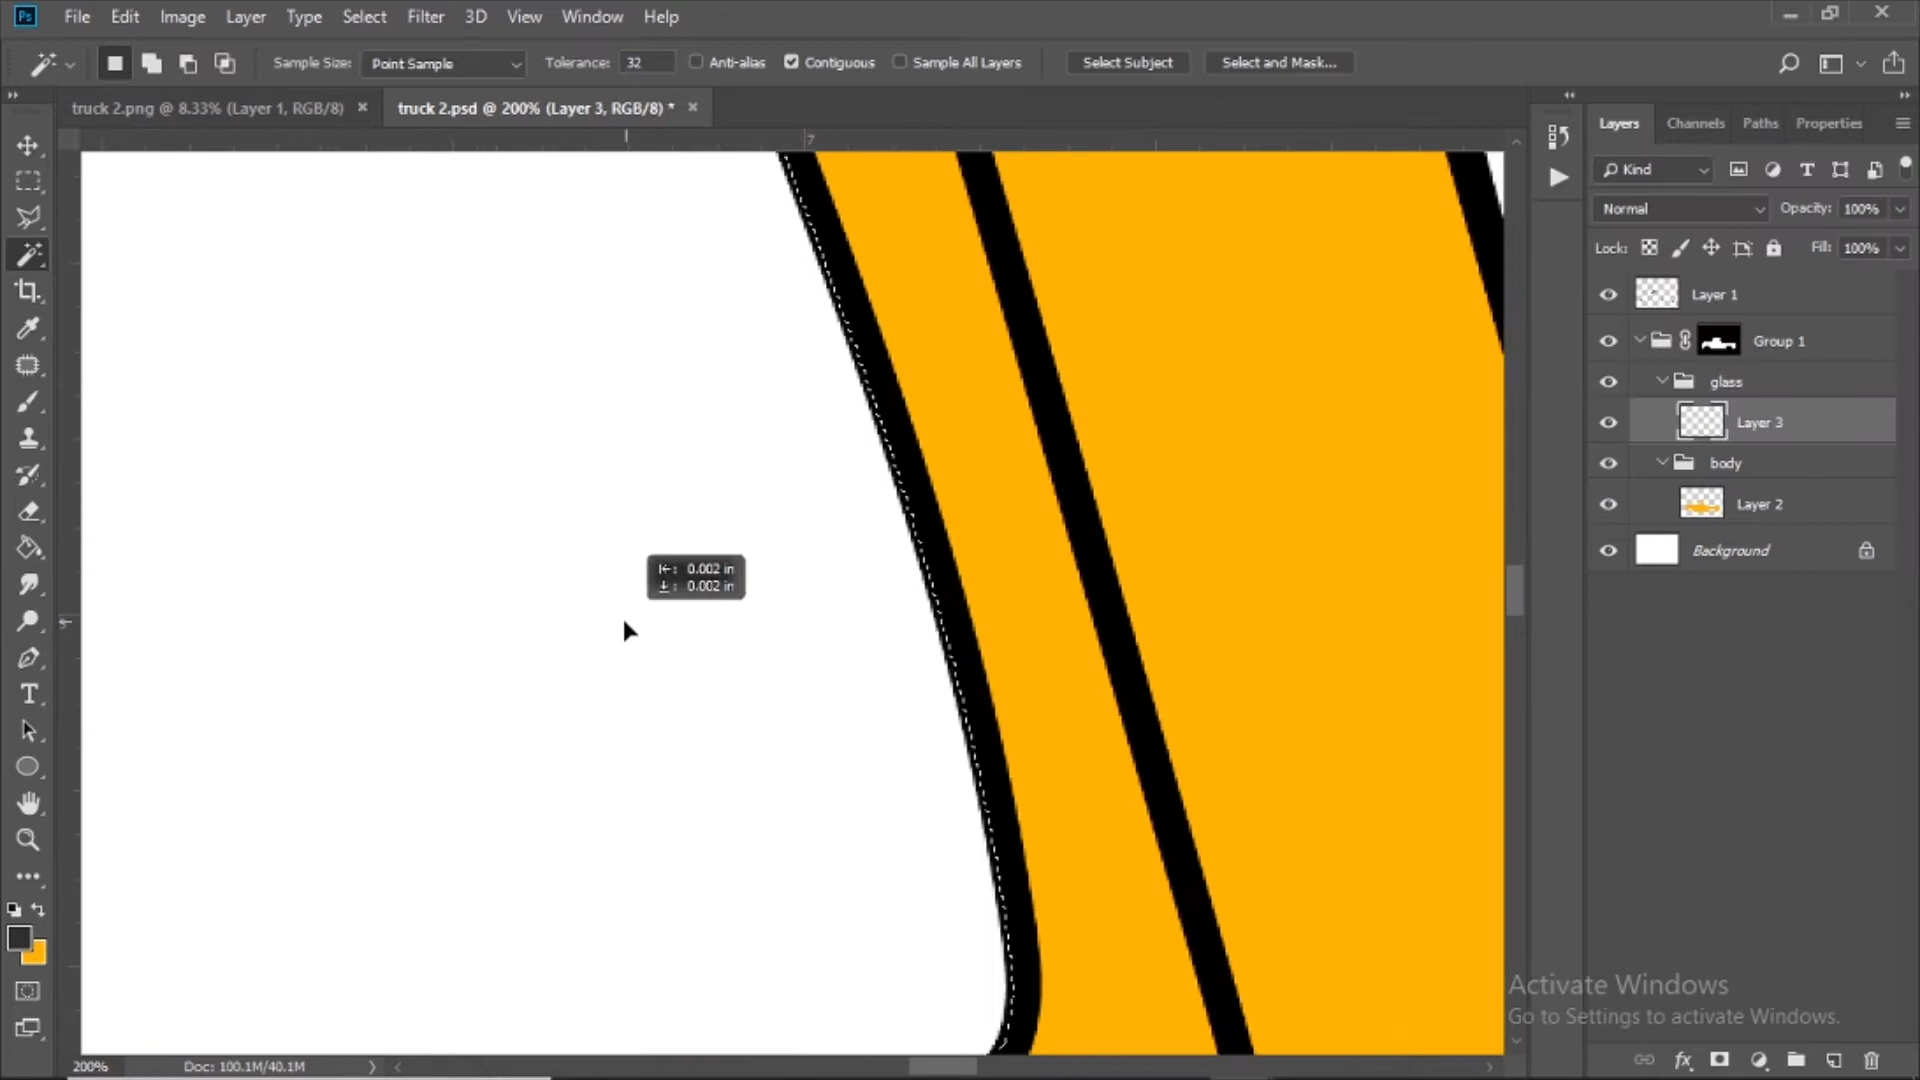 Ps File Edit Image Layer Type Select Filter 3D View Window Help
Sample Size: Point Sample Tolerance: 32 Anti-alias Contiguous Sample All Layers Select Subject Select and Mask...
truck 2.png @ 8.33% (Layer 1, RGB/8) × truck 2.psd @ 200% (Layer 3, RGB/8) * ×
Layers Channels Paths Properties
7
Kind
Normal Opacity: 100%
Lock: Fill: 100%
Layer 1
Group 1
glass
Layer 3
body
Layer 2
Background
0.002 in
0.002 in
Activate Windows
Go to Settings to activate Windows.
200% Doc: 100.1M/40.1M